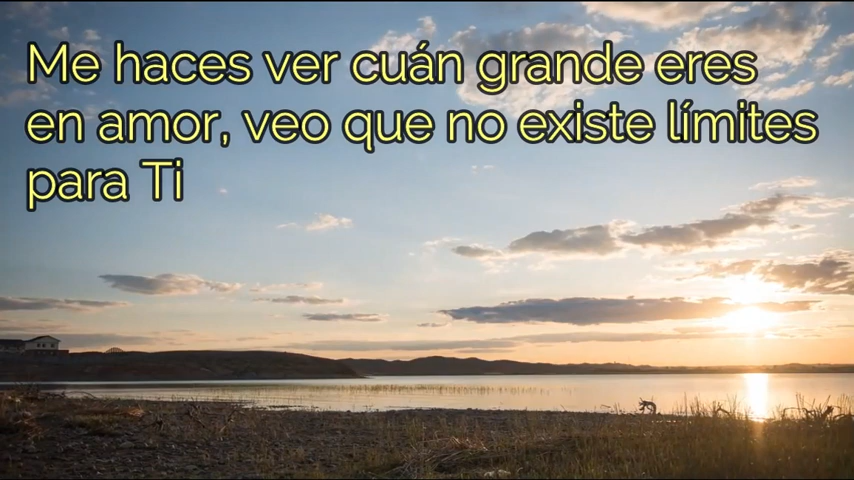 Me haces ver cuán grande eres
en amor, veo que no existe límites
para Ti